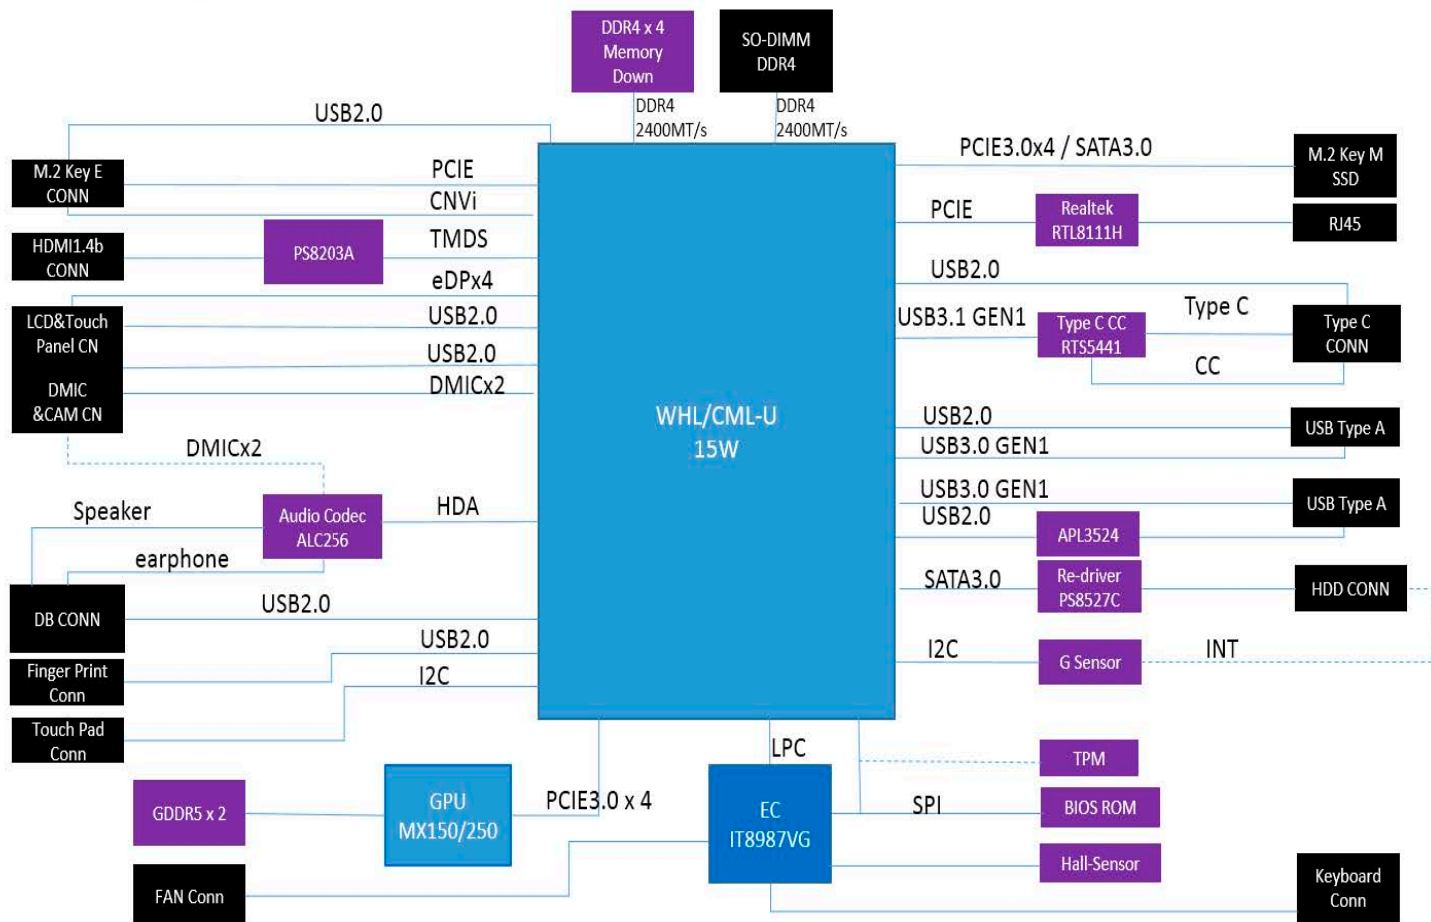 DDR4 x 4
Memory
Down
SO-DIMM
DDR4
DDR4
2400MT/s
DDR4
2400MT/s
USB2.0
M.2 Key E
CONN
PCIE
CNVi
HDMI1.4b
CONN
PS8203A
TMDS
eDPx4
LCD&Touch
Panel CN
DMIC
&CAM CN
USB2.0
USB2.0
DMICx2
DMICx2
Speaker
earphone
Audio Codec
ALC256
HDA
DB CONN
USB2.0
Finger Print
Conn
USB2.0
Touch Pad
Conn
I2C
WHL/CML-U
15W
PCIE3.0x4 / SATA3.0
M.2 Key M
SSD
PCIE
Realtek
RTL8111H
RJ45
USB2.0
USB3.1 GEN1
Type C CC
RTS5441
Type C
CC
Type C
CONN
USB2.0
USB3.0 GEN1
USB Type A
USB3.0 GEN1
USB2.0
APL3524
USB Type A
SATA3.0
Re-driver
PS8527C
HDD CONN
I2C
G Sensor
INT
GDDR5 x 2
GPU
MX150/250
PCIE3.0 x 4
LPC
EC
IT8987VG
SPI
TPM
BIOS ROM
Hall-Sensor
FAN Conn
Keyboard
Conn